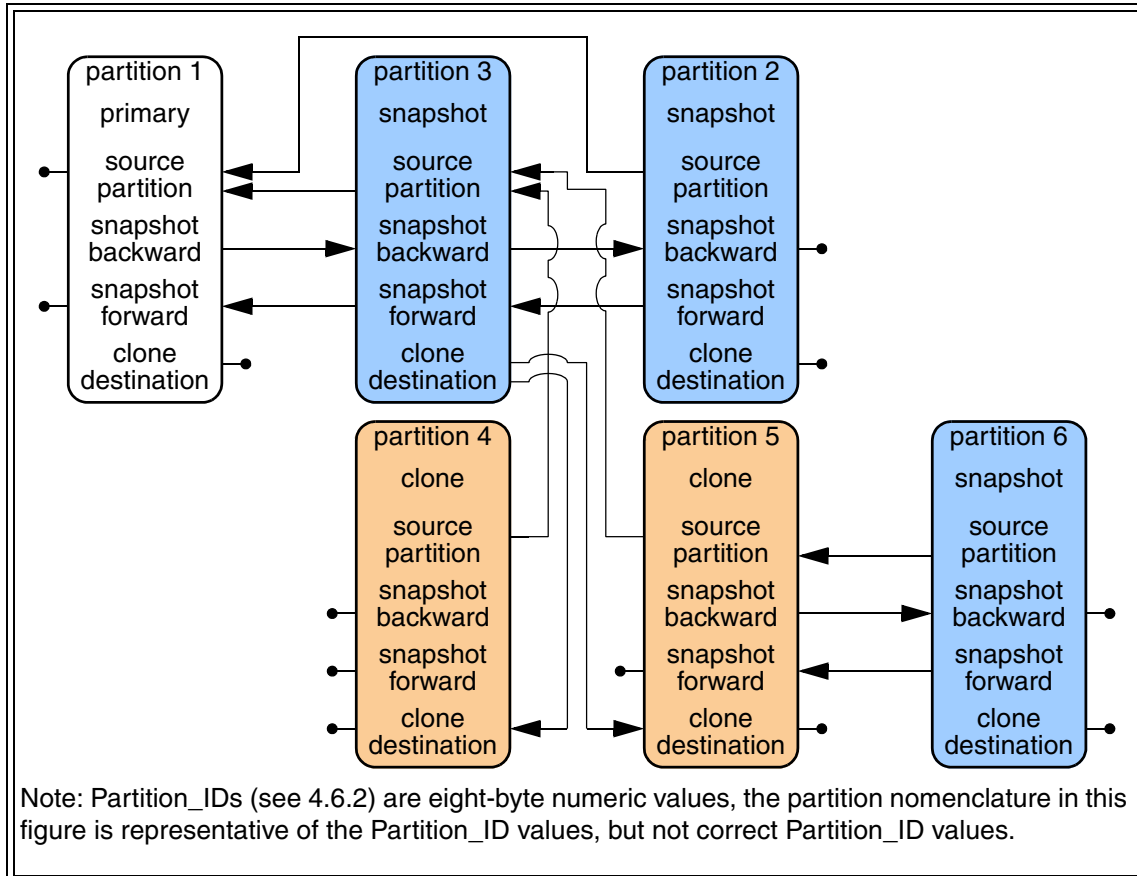 partition 1
primary
source
partition
snapshot
backward
snapshot
forward
clone
destination
partition 3
snapshot
source
partition
snapshot
backward
snapshot
forward
clone
destination
partition 2
snapshot
source
partition
snapshot
backward
snapshot
forward
clone
destination
partition 4
clone
source
partition
snapshot
backward
snapshot
forward
clone
destination
partition 5
clone
source
partition
snapshot
backward
snapshot
forward
clone
destination
partition 6
snapshot
source
partition
snapshot
backward
snapshot
forward
clone
destination
Note: Partition_IDs (see 4.6.2) are eight-byte numeric values, the partition nomenclature in this
figure is representative of the Partition_ID values, but not correct Partition_ID values.